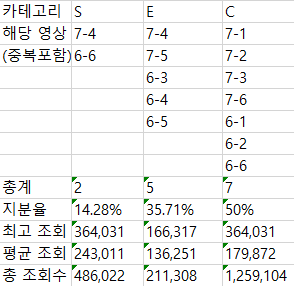 카테고리 S E C
해당 영상 7-4 7-4 7-1
(중복포함) 6-6 7-5 7-2
6-3 7-3
6-4 7-6
6-5 6-1
6-2
6-6
총계 2 5 7
지분율 14.28% 35.71% 50%
최고 조회 364,031 166,317 364,031
평균 조회 243,011 136,251 179,872
총 조회수 486,022 211,308 1,259,104